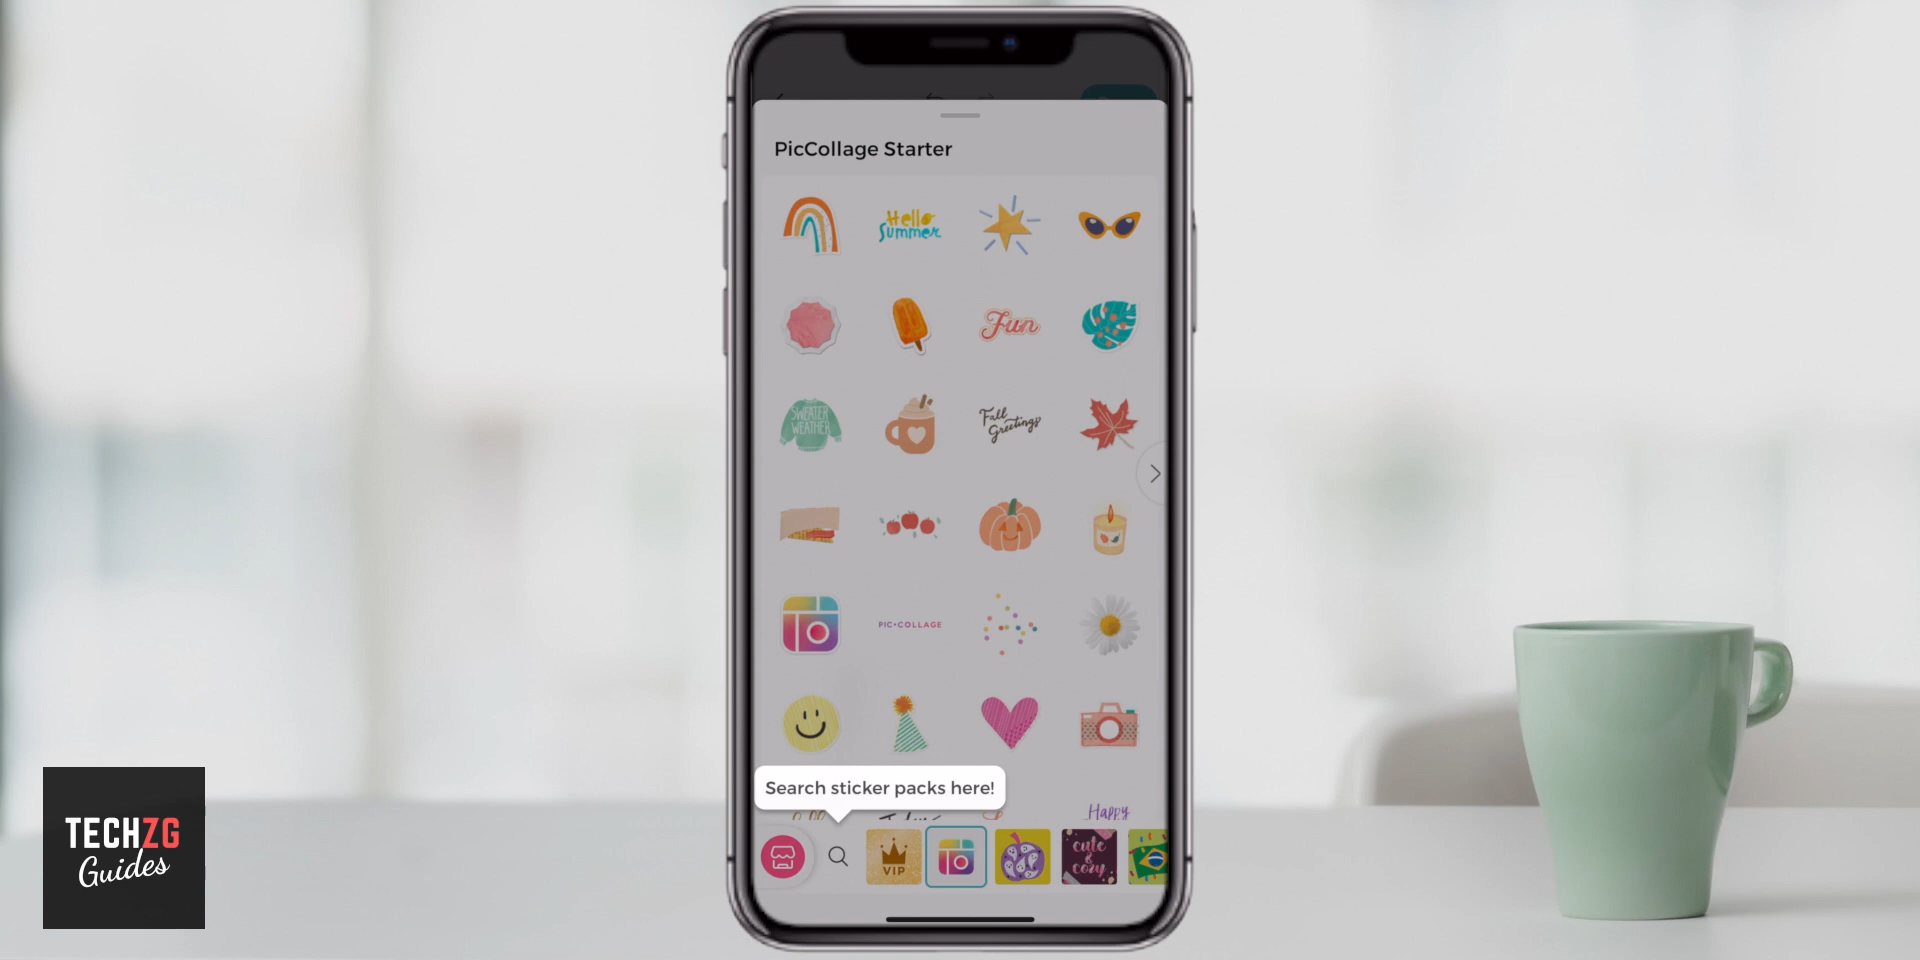 PicCollage Starter
Hello
Summer
Fun
SWEATER
WEATHER
Fall
Greetings
PIC•COLLAGE
Search sticker packs here!
HAPPY
VIP
cute
&
cozy
TECHZG
Guides